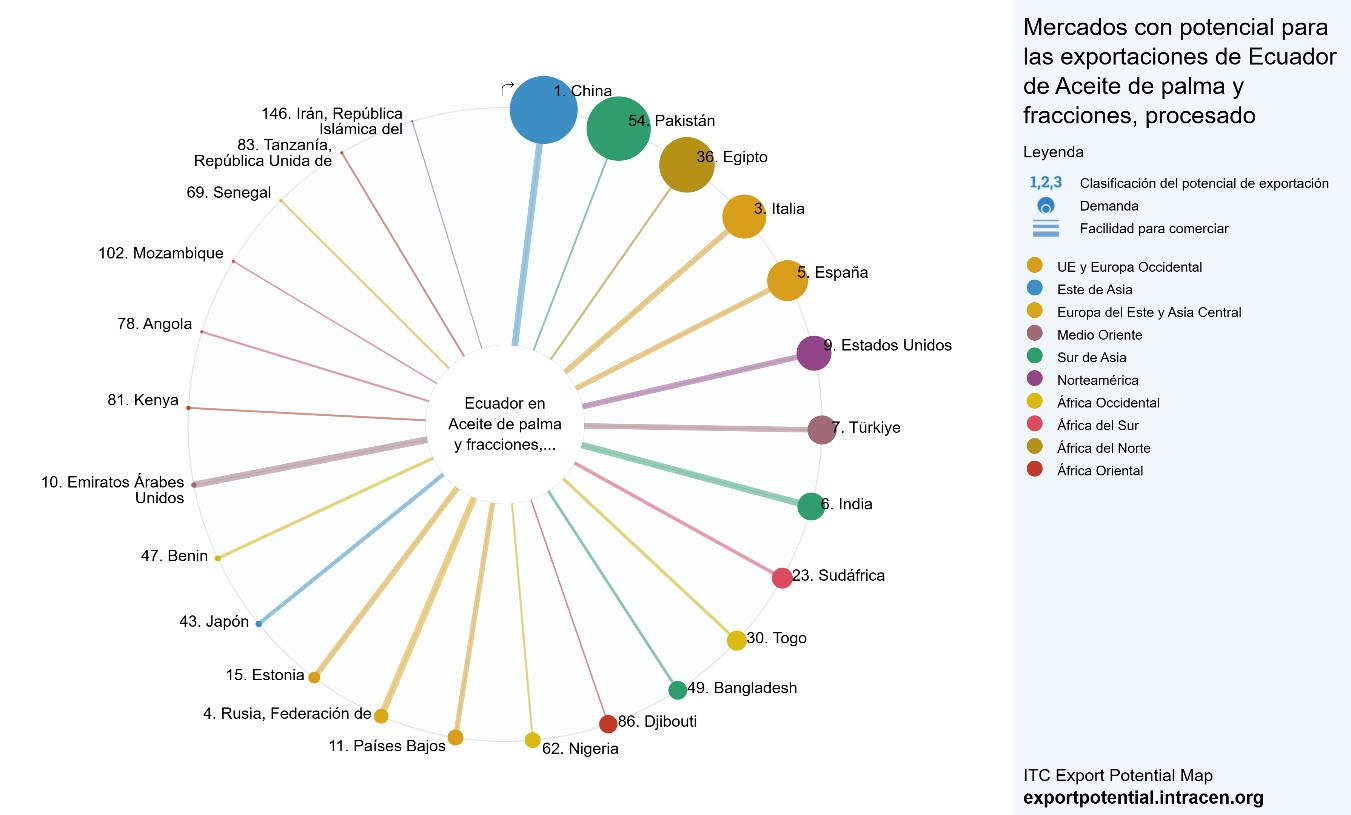 Mercados con potencial para
las exportaciones de Ecuador
de Aceite de palma y
fracciones, procesado
Leyenda
1,2,3 Clasificación del potencial de exportación
Demanda
Facilidad para comerciar
UE y Europa Occidental
Este de Asia
Europa del Este y Asia Central
Medio Oriente
Sur de Asia
Norteamérica
África Occidental
África del Sur
África del Norte
África Oriental
ITC Export Potential Map
exportpotential.intracen.org
Ecuador en
Aceite de palma
y fracciones,...
1. China
54. Pakistán
36. Egipto
3. Italia
5. España
9. Estados Unidos
7. Türkiye
6. India
23. Sudáfrica
30. Togo
49. Bangladesh
86. Djibouti
62. Nigeria
11. Países Bajos
4. Rusia, Federación de
15. Estonia
43. Japón
47. Benin
10. Emiratos Árabes
Unidos
81. Kenya
78. Angola
102. Mozambique
69. Senegal
83. Tanzanía,
República Unida de
146. Irán, República
Islámica del